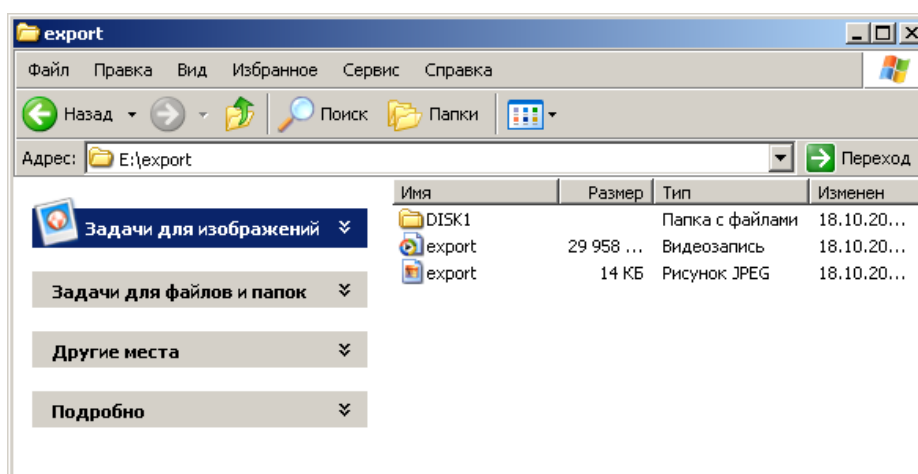 export
Файл Правка Вид Избранное Сервис Справка
Назад Поиск Папки
Адрес: E:\export Переход
Задачи для изображений
Задачи для файлов и папок
Другие места
Подробно
Имя Размер Тип Изменен
DISK1 Папка с файлами 18.10.20...
export 29 958 ... Видеозапись 18.10.20...
export 14 КБ Рисунок JPEG 18.10.20...